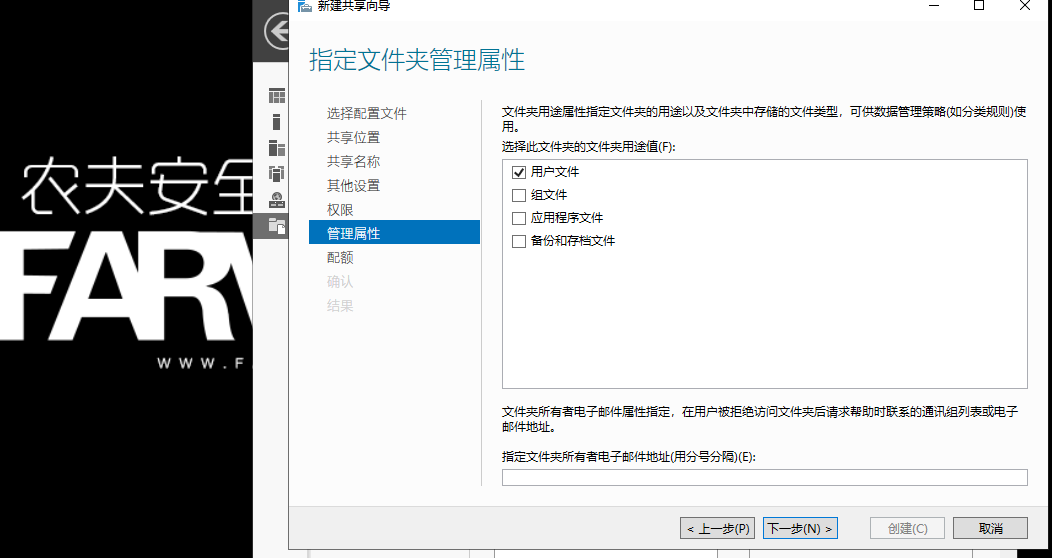 新建共享向导
指定文件夹管理属性
选择配置文件
共享位置
共享名称
其他设置
权限
管理属性
配额
确认
结果
文件夹用途属性指定文件夹的用途以及文件夹中存储的文件类型，可供数据管理策略(如分类规则)使
用。
选择此文件夹的文件夹用途值(F):
用户文件
组文件
应用程序文件
备份和存档文件
文件夹所有者电子邮件属性指定，在用户被拒绝访问文件夹后请求帮助时联系的通讯组列表或电子
邮件地址。
指定文件夹所有者电子邮件地址(用分号分隔)(E):
< 上一步(P)
下一步(N) >
创建(C)
取消
农夫安全
FARV
WWW.F